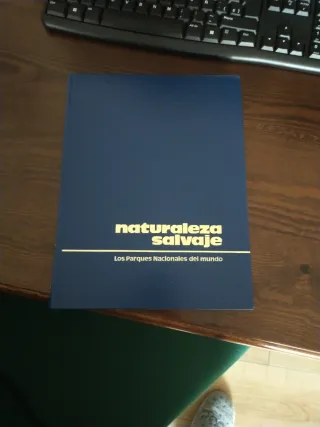 naturaleza
salvaje
Los Parques Nacionales del mundo